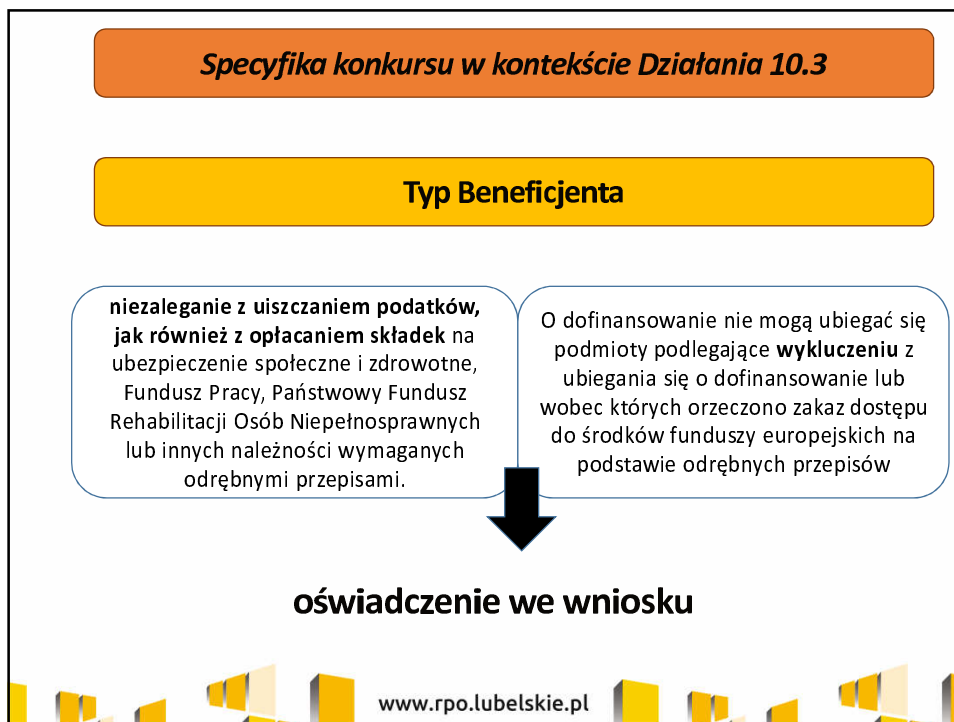 Specyfika konkursu w kontekście Działania 10.3
Typ Beneficjenta
niezaleganie z uiszczaniem podatków,
jak również z opłacaniem składek na
ubezpieczenie społeczne i zdrowotne,
Fundusz Pracy, Państwowy Fundusz
Rehabilitacji Osób Niepełnosprawnych
lub innych należności wymaganych
odrębnymi przepisami.
O dofinansowanie nie mogą ubiegać się
podmioty podlegające wykluczeniu z
ubiegania się o dofinansowanie lub
wobec których orzeczono zakaz dostępu
do środków funduszy europejskich na
podstawie odrębnych przepisów
oświadczenie we wniosku
www.rpo.lubelskie.pl